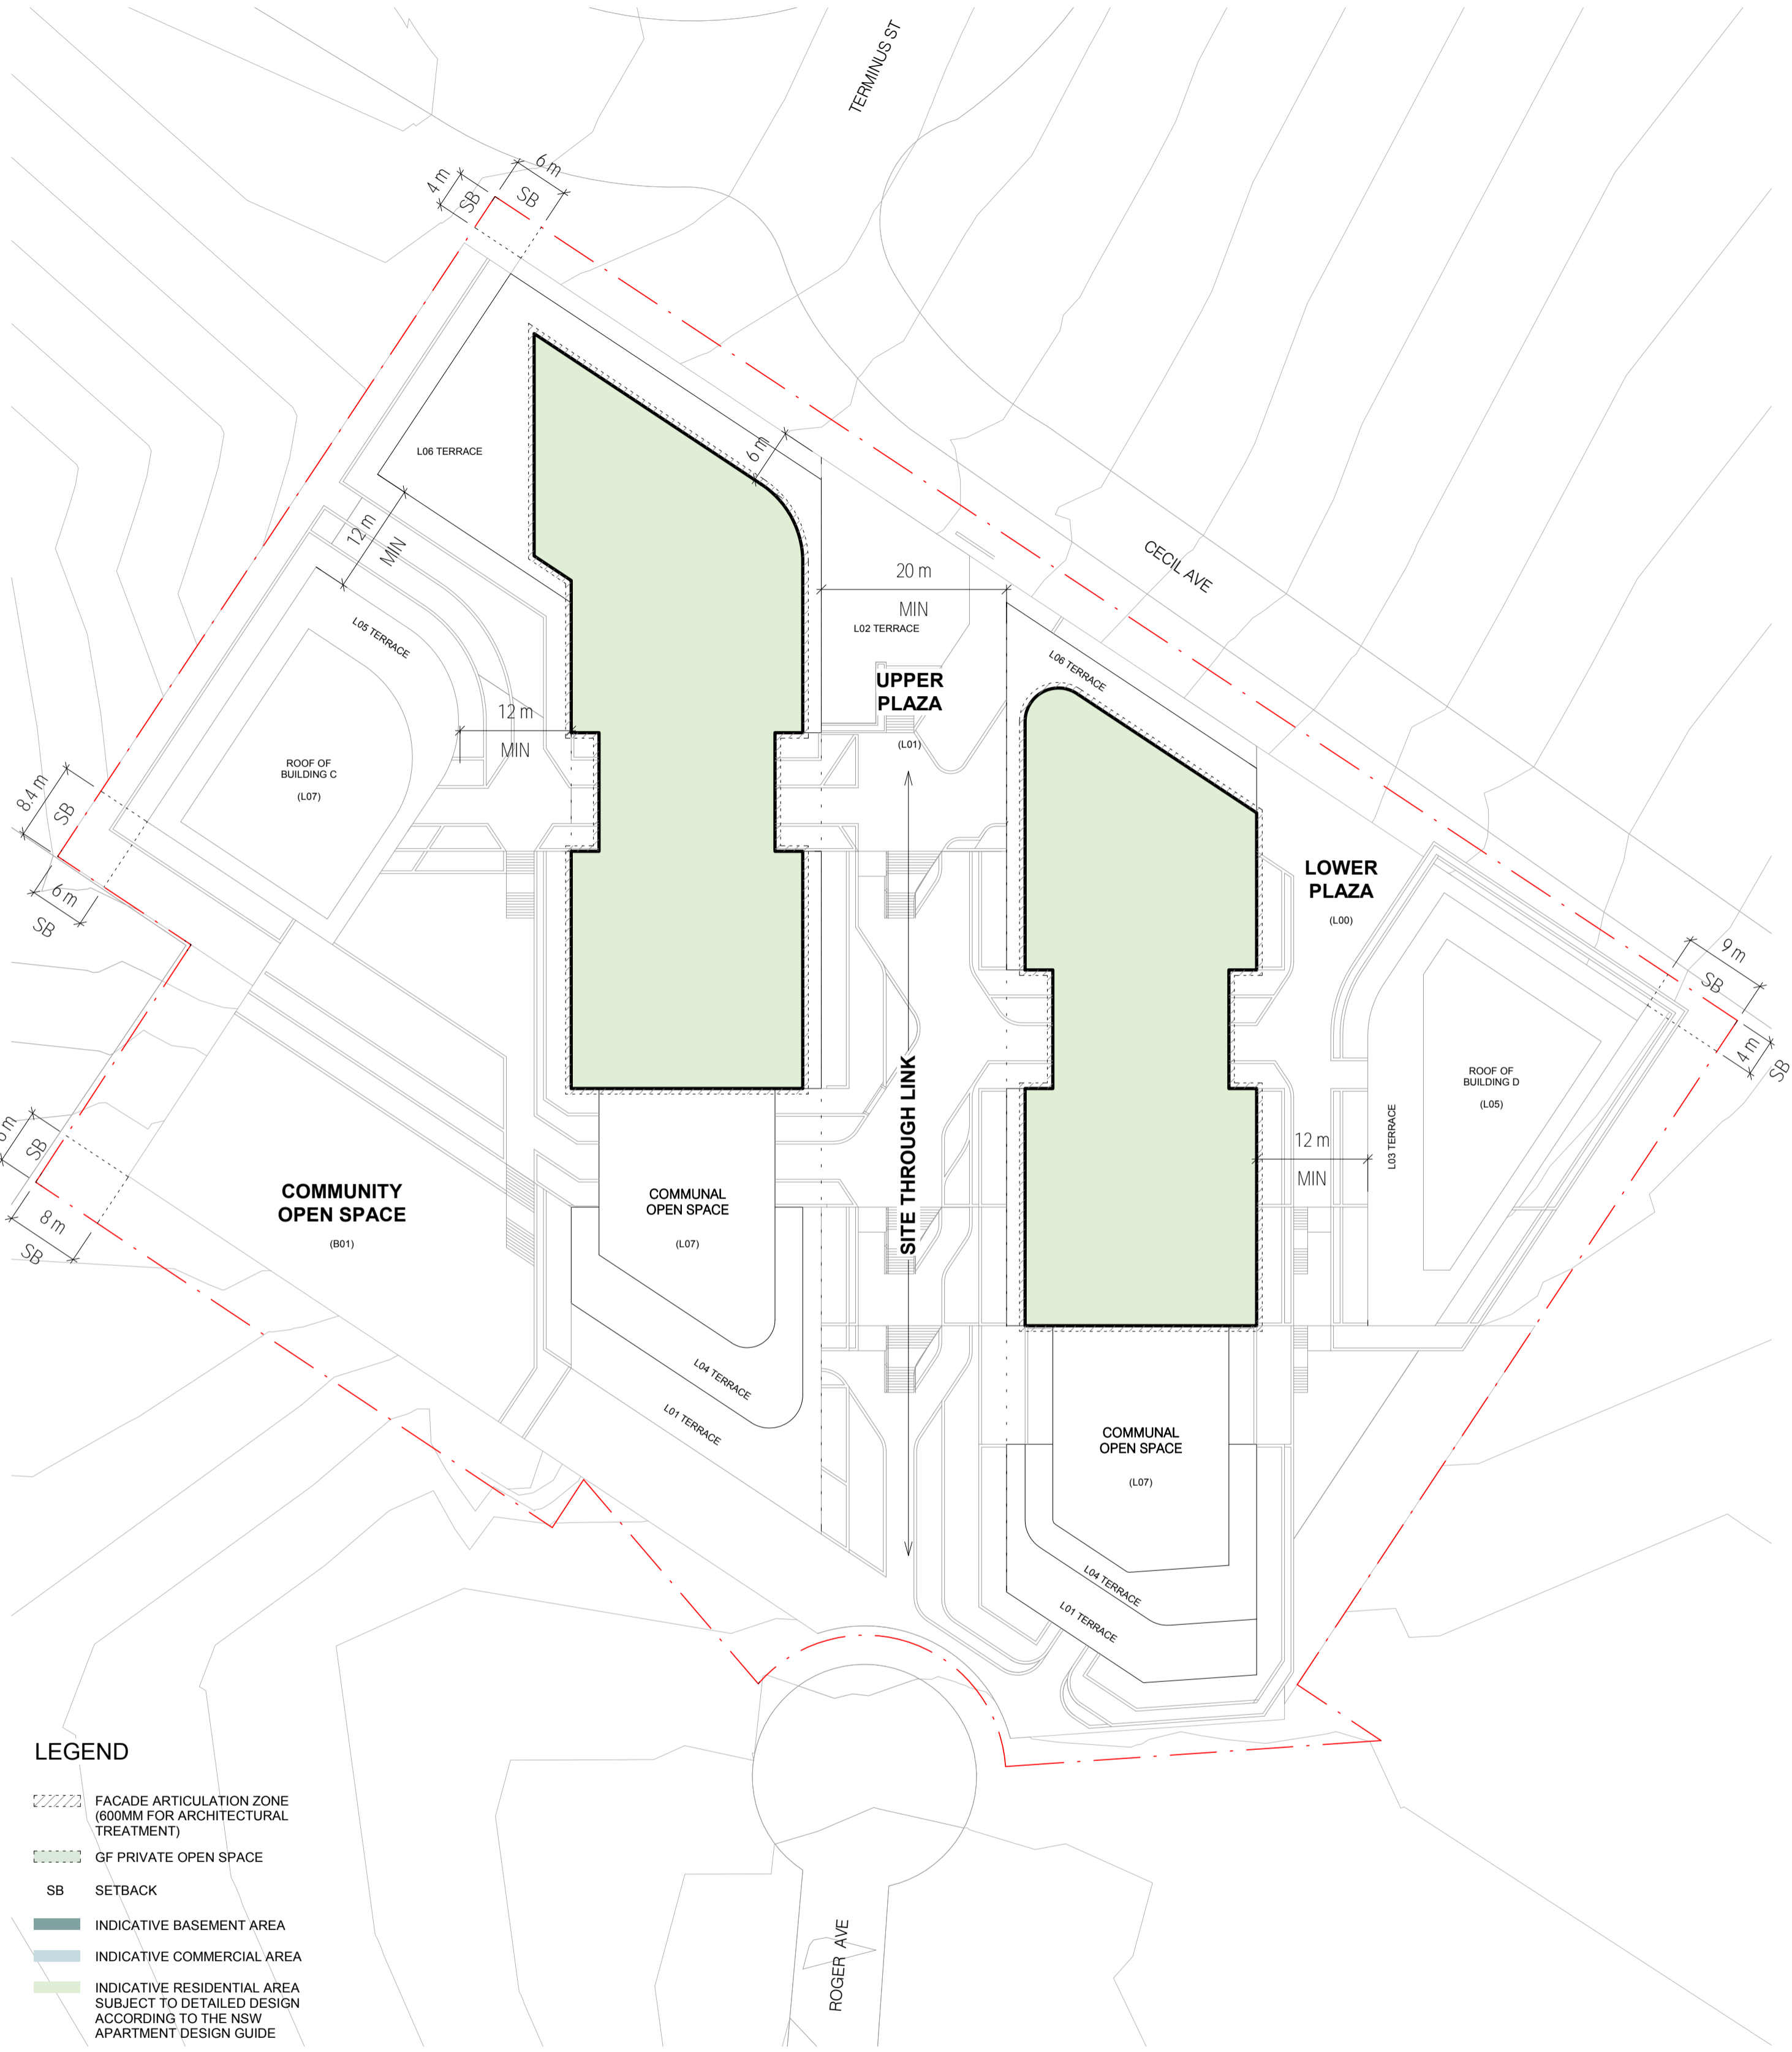 TERMINUS ST
6 m
SB
4 m
SB
L06 TERRACE
6 m
12 m
MIN
CECIL AVE
20 m
MIN
L02 TERRACE
L05 TERRACE
L06 TERRACE
UPPER
PLAZA
(L01)
12 m
MIN
ROOF OF
BUILDING C
(L07)
8.4 m
SB
6 m
SB
LOWER
PLAZA
(L00)
9 m
SB
4 m
SB
ROOF OF
BUILDING D
(L05)
L03 TERRACE
12 m
MIN
SITE THROUGH LINK
SB
8 m
SB
COMMUNITY
OPEN SPACE
(B01)
COMMUNAL
OPEN SPACE
(L07)
L04 TERRACE
L01 TERRACE
COMMUNAL
OPEN SPACE
(L07)
L04 TERRACE
L01 TERRACE
ROGER AVE
LEGEND
FACADE ARTICULATION ZONE
(600MM FOR ARCHITECTURAL
TREATMENT)
GF PRIVATE OPEN SPACE
SB SETBACK
INDICATIVE BASEMENT AREA
INDICATIVE COMMERCIAL AREA
INDICATIVE RESIDENTIAL AREA
SUBJECT TO DETAILED DESIGN
ACCORDING TO THE NSW
APARTMENT DESIGN GUIDE